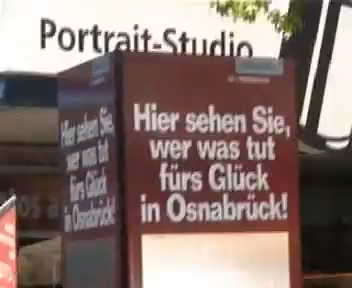 Portrait-Studio
Hier sehen Sie,
wer was tut
fürs Glück
in Osnabrück!
Hier sehen Sie,
wer was tut
fürs Glück
in Osnabrück!